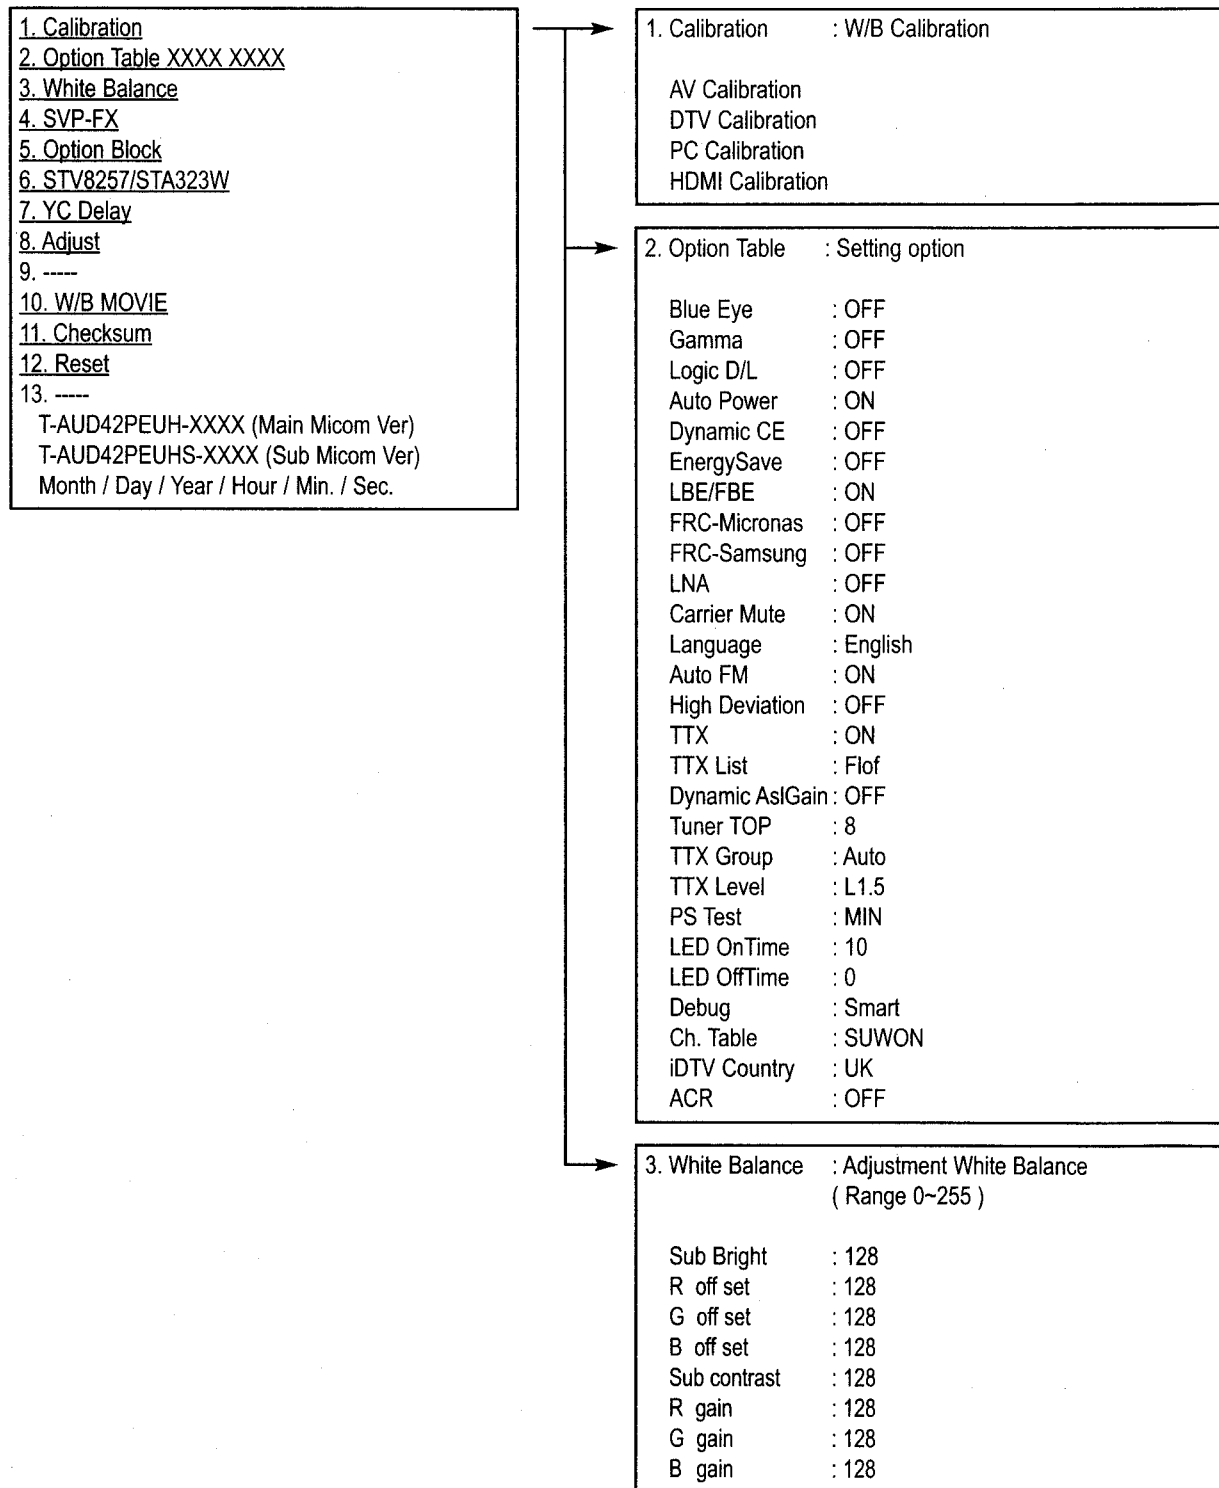 1. Calibration
2. Option Table XXXX XXXX
3. White Balance
4. SVP-FX
5. Option Block
6. STV8257/STA323W
7. YC Delay
8. Adjust
9. -----
10. W/B MOVIE
11. Checksum
12. Reset
13. -----
T-AUD42PEUH-XXXX (Main Micom Ver)
T-AUD42PEUHS-XXXX (Sub Micom Ver)
Month / Day / Year / Hour / Min. / Sec.
1. Calibration : W/B Calibration
AV Calibration
DTV Calibration
PC Calibration
HDMI Calibration
2. Option Table : Setting option
Blue Eye : OFF
Gamma : OFF
Logic D/L : OFF
Auto Power : ON
Dynamic CE : OFF
EnergySave : OFF
LBE/FBE : ON
FRC-Micronas : OFF
FRC-Samsung : OFF
LNA : OFF
Carrier Mute : ON
Language : English
Auto FM : ON
High Deviation : OFF
TTX : ON
TTX List : Flof
Dynamic AslGain : OFF
Tuner TOP : 8
TTX Group : Auto
TTX Level : L1.5
PS Test : MIN
LED OnTime : 10
LED OffTime : 0
Debug : Smart
Ch. Table : SUWON
iDTV Country : UK
ACR : OFF
3. White Balance : Adjustment White Balance
( Range 0~255 )
Sub Bright : 128
R off set : 128
G off set : 128
B off set : 128
Sub contrast : 128
R gain : 128
G gain : 128
B gain : 128